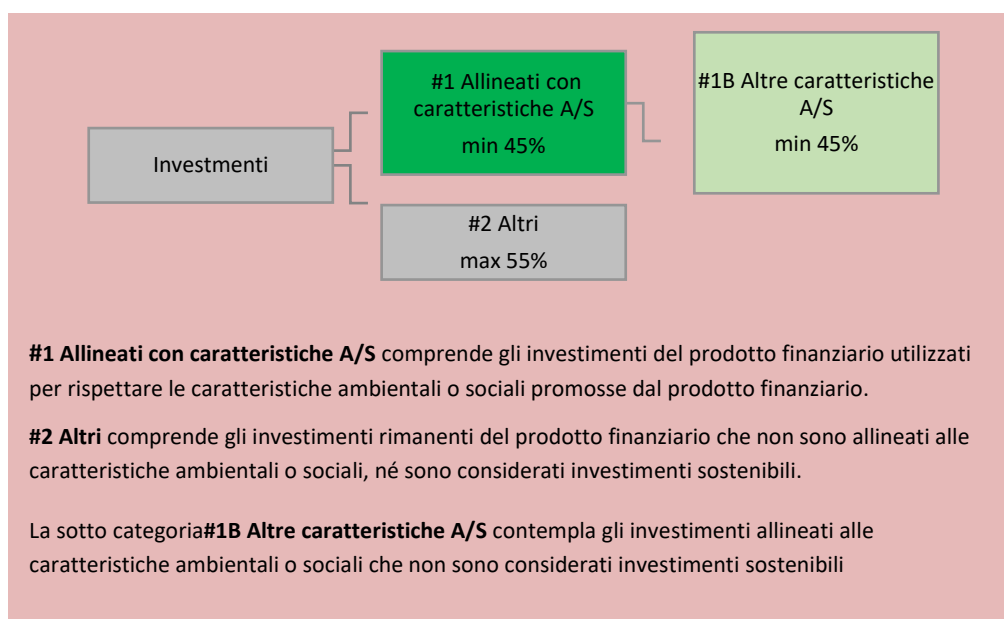 #1 Allineati con
caratteristiche A/S
min 45%
#1B Altre caratteristiche
A/S
min 45%
Investimenti
#2 Altri
max 55%
#1 Allineati con caratteristiche A/S comprende gli investimenti del prodotto finanziario utilizzati
per rispettare le caratteristiche ambientali o sociali promosse dal prodotto finanziario.
#2 Altri comprende gli investimenti rimanenti del prodotto finanziario che non sono allineati alle
caratteristiche ambientali o sociali, né sono considerati investimenti sostenibili.
La sotto categoria#1B Altre caratteristiche A/S contempla gli investimenti allineati alle
caratteristiche ambientali o sociali che non sono considerati investimenti sostenibili